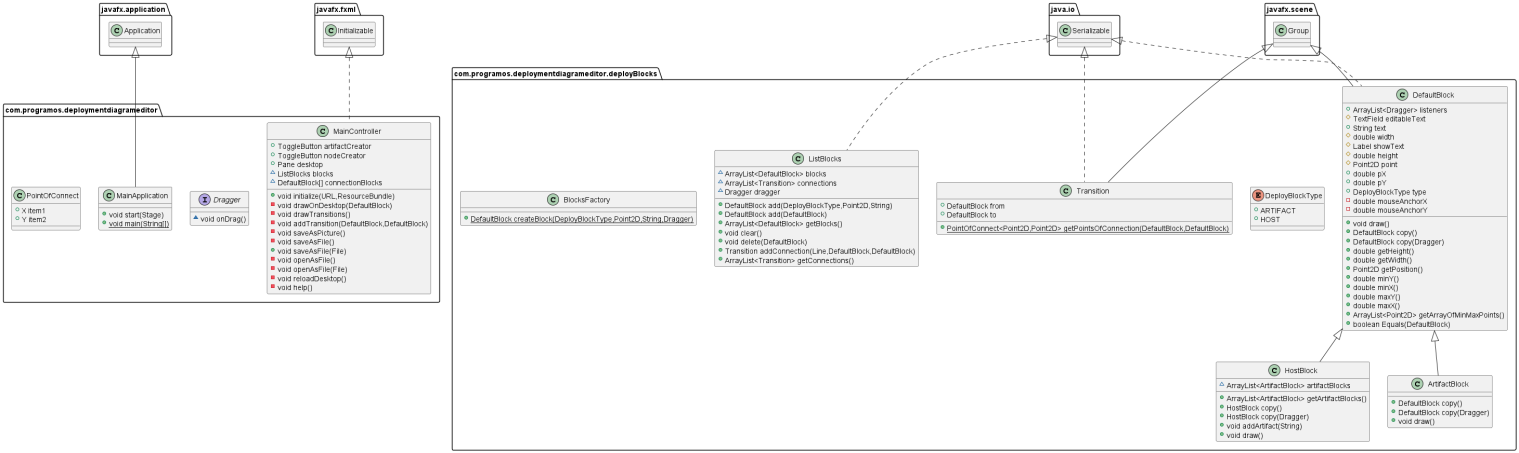 javafx.application
C Application
javafx.fxml
C Initializable
java.io
C Serializable
javafx.scene
C Group
com.programos.deploymentdiagrameditor
C PointOfConnect
X item1
Y item2
C MainApplication
void start(Stage)
void main(String[])
I Dragger
void onDrag()
C MainController
ToggleButton artifactCreator
ToggleButton nodeCreator
Pane desktop
ListBlocks blocks
DefaultBlock[] connectionBlocks
void initialize(URL,ResourceBundle)
void drawOnDesktop(DefaultBlock)
void drawTransitions()
void addTransition(DefaultBlock,DefaultBlock)
void saveAsPicture()
void saveAsFile()
void saveAsFile(File)
void openAsFile()
void openAsFile(File)
void reloadDesktop()
void help()
com.programos.deploymentdiagrameditor.deployBlocks
C BlocksFactory
DefaultBlock createBlock(DeployBlockType,Point2D,String,Dragger)
C ListBlocks
ArrayList<DefaultBlock> blocks
ArrayList<Transition> connections
Dragger dragger
DefaultBlock add(DeployBlockType,Point2D,String)
DefaultBlock add(DefaultBlock)
ArrayList<DefaultBlock> getBlocks()
void clear()
void delete(DefaultBlock)
Transition addConnection(Line,DefaultBlock,DefaultBlock)
ArrayList<Transition> getConnections()
C Transition
DefaultBlock from
DefaultBlock to
PointOfConnect<Point2D,Point2D> getPointsOfConnection(DefaultBlock,DefaultBlock)
E DeployBlockType
ARTIFACT
HOST
C DefaultBlock
ArrayList<Dragger> listeners
TextField editableText
String text
double width
Label showText
double height
Point2D point
double pX
double pY
DeployBlockType type
double mouseAnchorX
double mouseAnchorY
void draw()
DefaultBlock copy()
DefaultBlock copy(Dragger)
double getHeight()
double getWidth()
Point2D getPosition()
double minY()
double minX()
double maxY()
double maxX()
ArrayList<Point2D> getArrayOfMinMaxPoints()
boolean Equals(DefaultBlock)
C HostBlock
ArrayList<ArtifactBlock> artifactBlocks
ArrayList<ArtifactBlock> getArtifactBlocks()
HostBlock copy()
HostBlock copy(Dragger)
void addArtifact(String)
void draw()
C ArtifactBlock
DefaultBlock copy()
DefaultBlock copy(Dragger)
void draw()